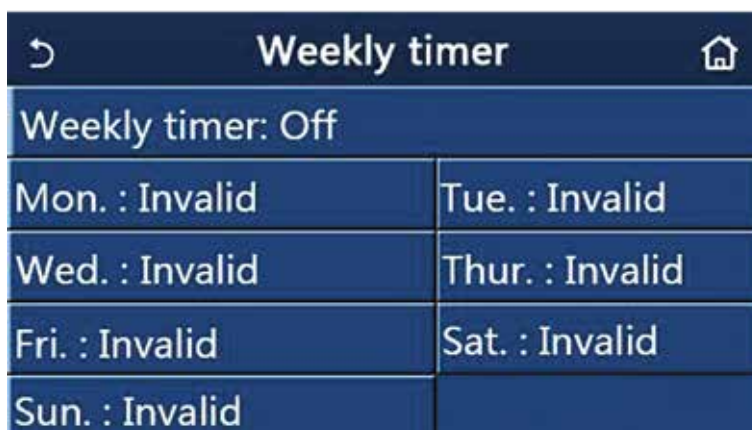 Weekly timer
Weekly timer: Off
Mon. : Invalid
Tue. : Invalid
Wed. : Invalid
Thur. : Invalid
Fri. : Invalid
Sat. : Invalid
Sun. : Invalid